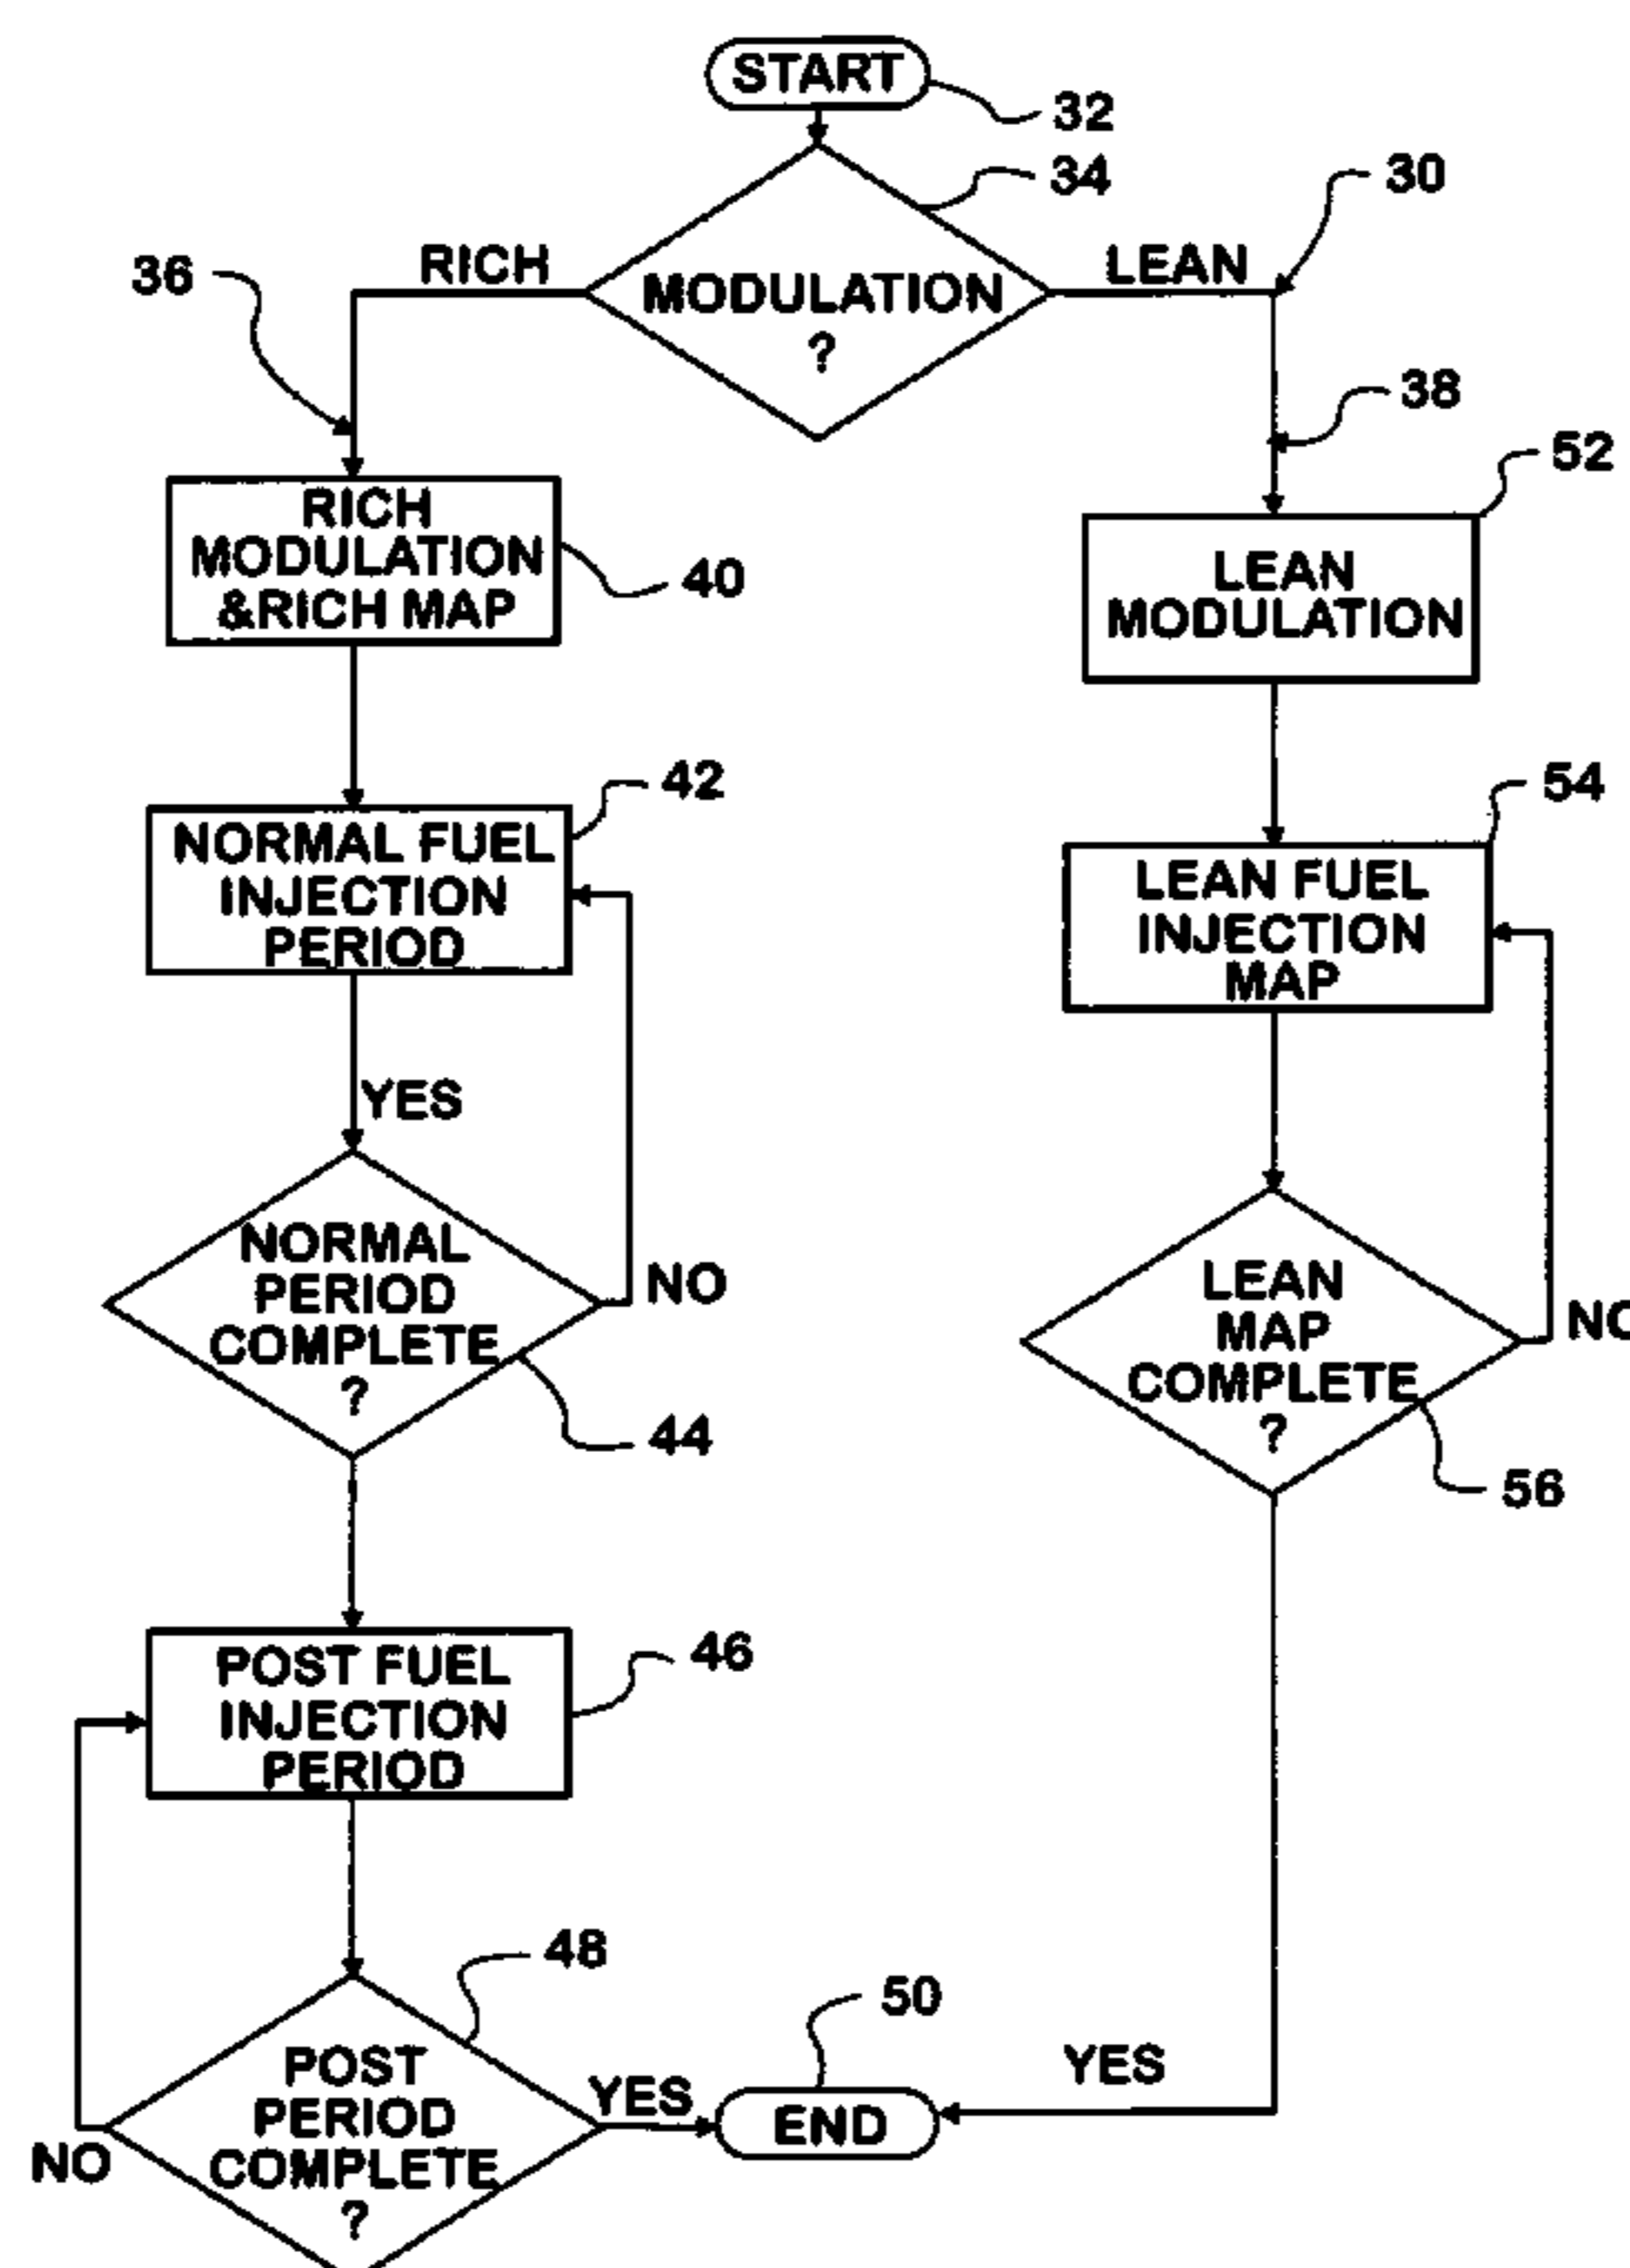 START
32
34
30
RICH
LEAN
36
MODULATION
?
38
52
RICH
MODULATION
&RICH MAP
40
LEAN
MODULATION
42
54
NORMAL FUEL
INJECTION
PERIOD
LEAN FUEL
INJECTION
MAP
YES
NORMAL
PERIOD
COMPLETE
?
NO
44
LEAN
MAP
COMPLETE
?
NO
56
POST FUEL
INJECTION
PERIOD
46
48
50
POST
PERIOD
COMPLETE
?
NO
YES
END
YES